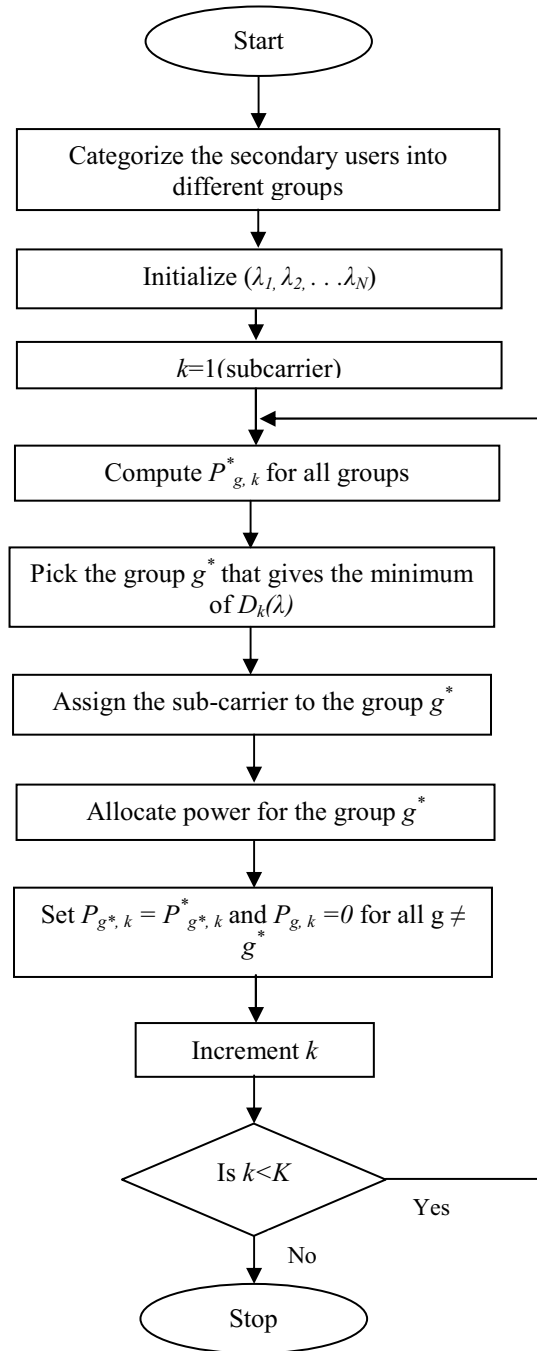 Start
Categorize the secondary users into
different groups
Initialize (λ1, λ2, . . .λN)
k=1(subcarrier)
Compute P*g, k for all groups
Pick the group g* that gives the minimum
of Dk(λ)
Assign the sub-carrier to the group g*
Allocate power for the group g*
Set Pg*, k = P*g*, k and Pg, k =0 for all g ≠
g*
Increment k
Is k<K
Yes
No
Stop